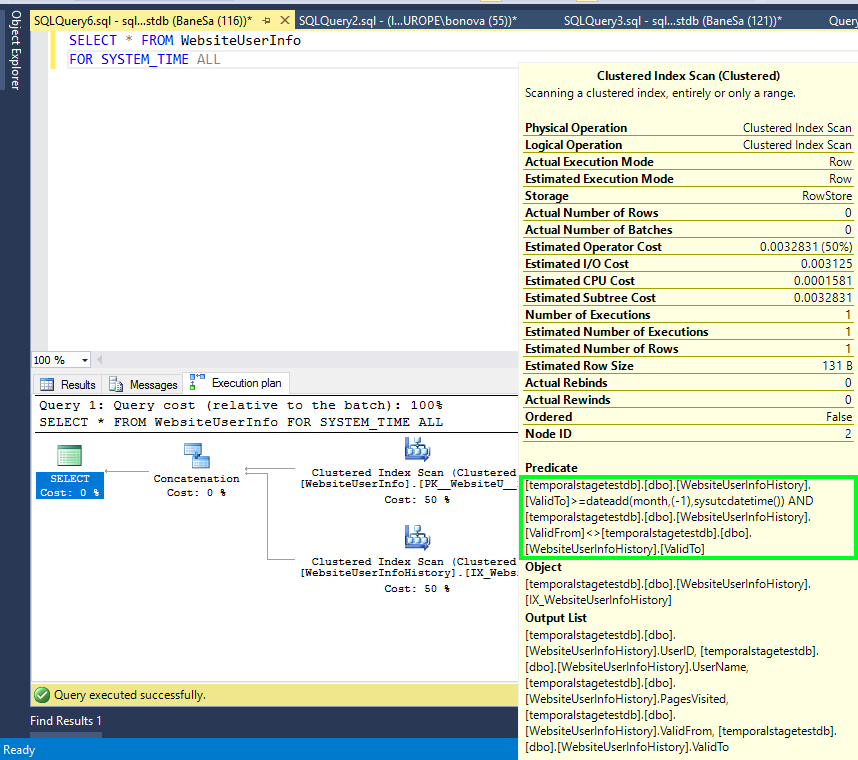 Object Explorer
SQLQuery6.sql - sql...stdb (BaneSa (116))*
SQLQuery2.sql - (l...UROPE\bonova (55))*
SQLQuery3.sql - sql...stdb (BaneSa (121))*
Query
SELECT * FROM WebsiteUserInfo
FOR SYSTEM_TIME ALL
Clustered Index Scan (Clustered)
Scanning a clustered index, entirely or only a range.
Physical Operation Clustered Index Scan
Logical Operation Clustered Index Scan
Actual Execution Mode Row
Estimated Execution Mode Row
Storage RowStore
Actual Number of Rows 0
Actual Number of Batches 0
Estimated Operator Cost 0.0032831 (50%)
Estimated I/O Cost 0.003125
Estimated CPU Cost 0.0001581
Estimated Subtree Cost 0.0032831
Number of Executions 1
Estimated Number of Executions 1
Estimated Number of Rows 1
Estimated Row Size 131 B
Actual Rebinds 0
Actual Rewinds 0
Ordered False
Node ID 2
Predicate
[temporalstagetestdb].[dbo].[WebsiteUserInfoHistory].
[ValidTo]>=dateadd(month,(-1),sysutcdatetime()) AND
[temporalstagetestdb].[dbo].[WebsiteUserInfoHistory].
[ValidFrom]<>[temporalstagetestdb].[dbo].
[WebsiteUserInfoHistory].[ValidTo]
Object
[temporalstagetestdb].[dbo].[WebsiteUserInfoHistory].
[IX_WebsiteUserInfoHistory]
Output List
[temporalstagetestdb].[dbo].
[WebsiteUserInfoHistory].UserID, [temporalstagetestdb].
[dbo].[WebsiteUserInfoHistory].UserName,
[temporalstagetestdb].[dbo].
[WebsiteUserInfoHistory].PagesVisited,
[temporalstagetestdb].[dbo].
[WebsiteUserInfoHistory].ValidFrom, [temporalstagetestdb].
[dbo].[WebsiteUserInfoHistory].ValidTo
100 %
Results Messages Execution plan
Query 1: Query cost (relative to the batch): 100%
SELECT * FROM WebsiteUserInfo FOR SYSTEM_TIME ALL
SELECT
Cost: 0 %
Concatenation
Cost: 0 %
Clustered Index Scan (Clustered
[WebsiteUserInfo].[PK__WebsiteU__
Cost: 50 %
Clustered Index Scan (Clustered
[WebsiteUserInfoHistory].[IX_Webs
Cost: 50 %
Query executed successfully.
Find Results 1
Ready